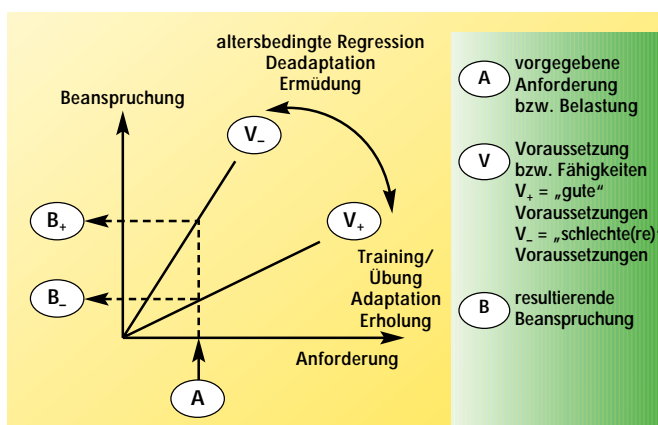 altersbedingte Regression
Deadaptation
Ermüdung
Beanspruchung
V–
B+
V+
B–
Training/
Übung
Adaptation
Erholung
Anforderung
A
A
vorgegebene
Anforderung
bzw. Belastung
V
Voraussetzung
bzw. Fähigkeiten
V+ = „gute“
Voraussetzungen
V– = „schlechte(re)
Voraussetzungen
B
resultierende
Beanspruchung